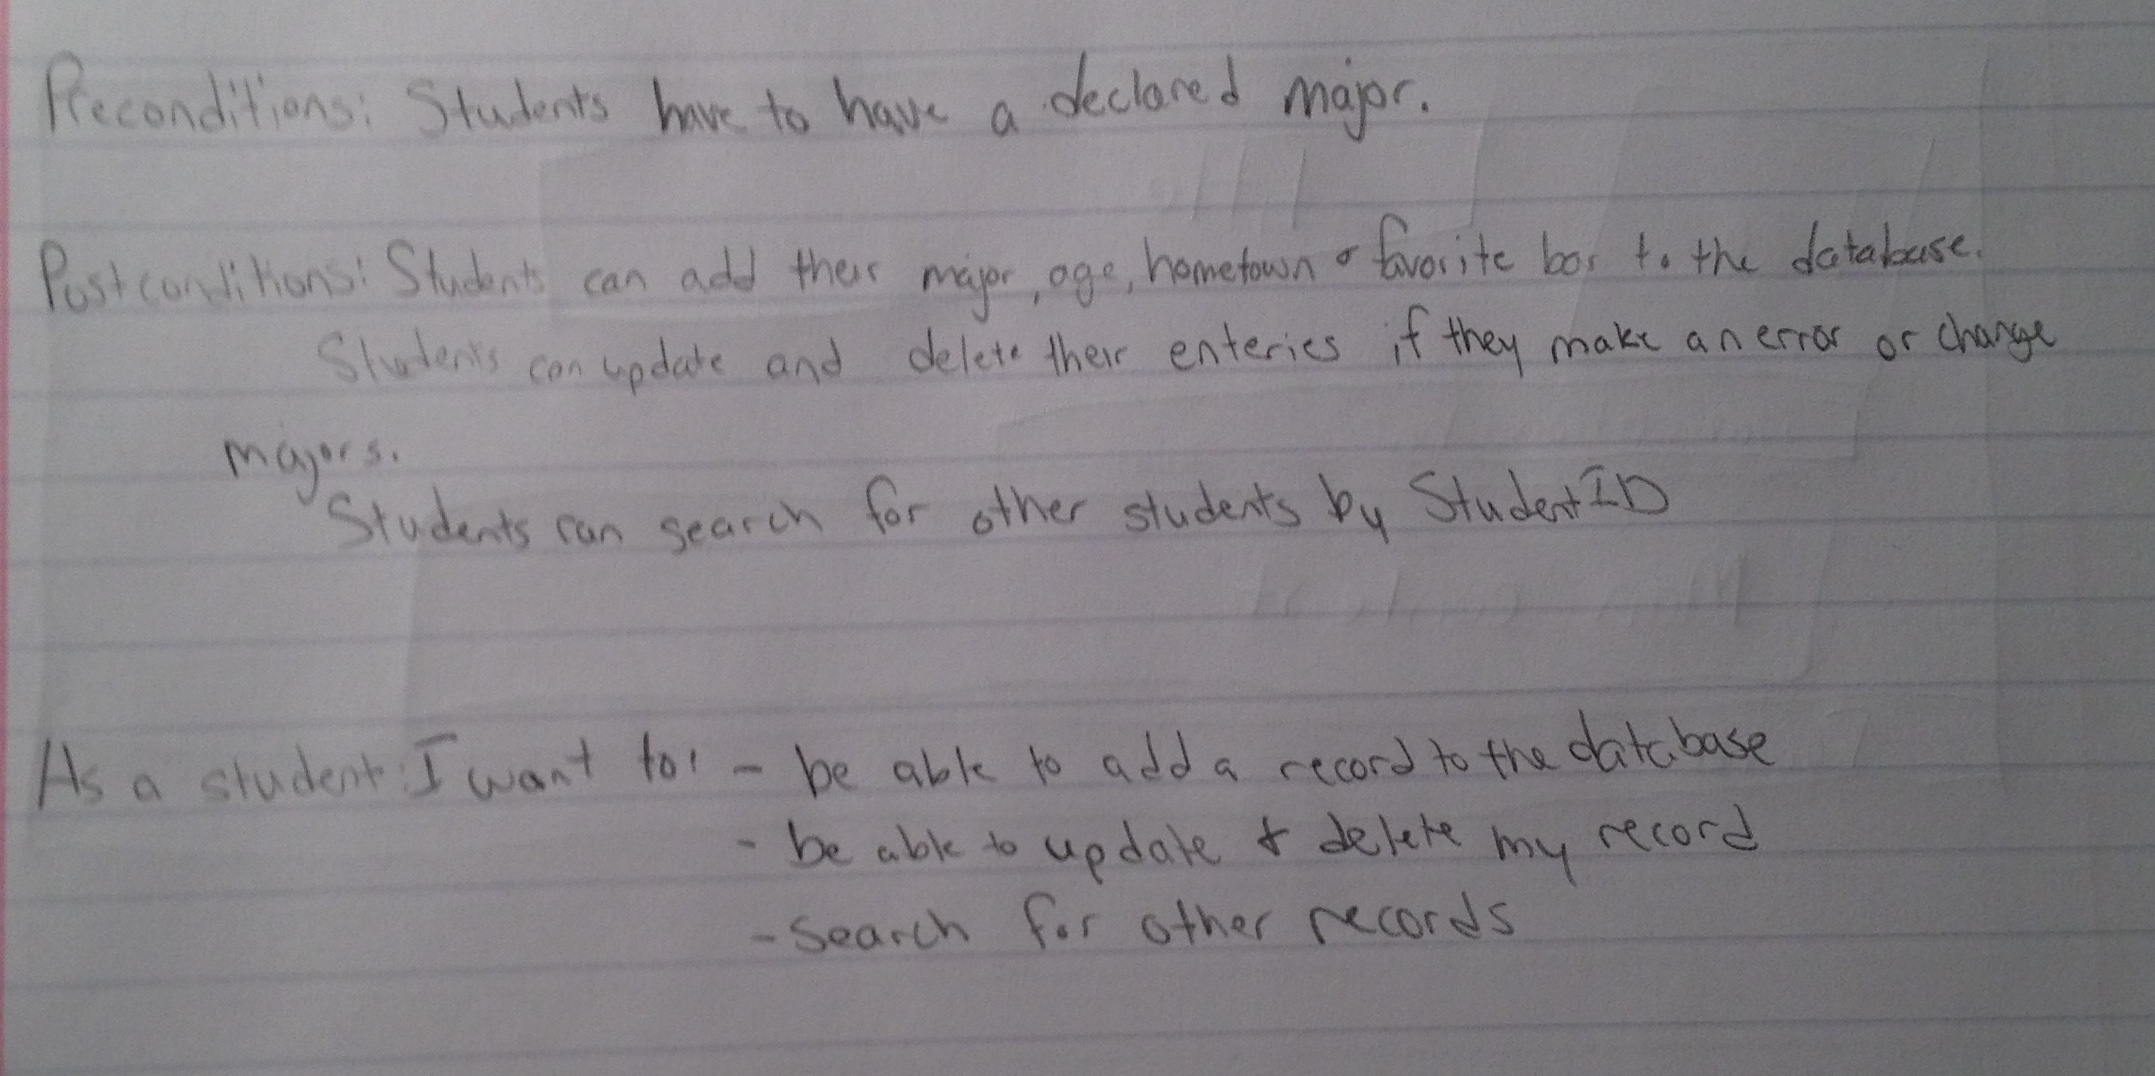 Preconditions: Students have to have a declared major.
Postconditions: Students can add their major, age, hometown & favorite bar to the database.
Students can update and delete their enteries if they make an error or change
majors.
Students can search for other students by StudentID
As a student I want to: - be able to add a record to the database
- be able to update & delete my record
- search for other records